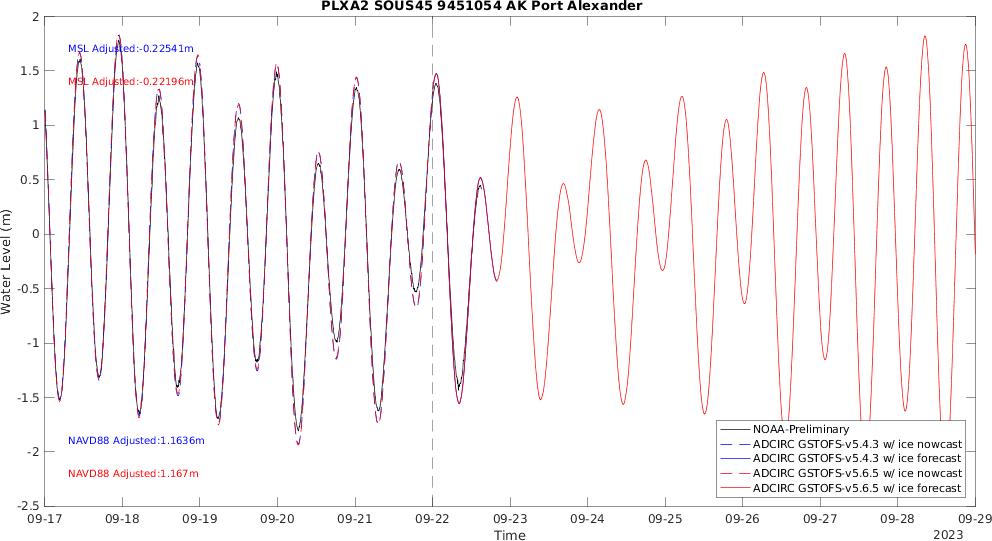 PLXA2 SOUS45 9451054 AK Port Alexander
2
1.5
1
0.5
0
-0.5
-1
-1.5
-2
-2.5
Water Level (m)
MSL Adjusted:-0.22541m
MSL Adjusted:-0.22196m
NAVD88 Adjusted:1.1636m
NAVD88 Adjusted:1.167m
NOAA-Preliminary
ADCIRC GSTOFS-v5.4.3 w/ ice nowcast
ADCIRC GSTOFS-v5.4.3 w/ ice forecast
ADCIRC GSTOFS-v5.6.5 w/ ice nowcast
ADCIRC GSTOFS-v5.6.5 w/ ice forecast
09-17 09-18 09-19 09-20 09-21 09-22 09-23 09-24 09-25 09-26 09-27 09-28 09-29
Time
2023